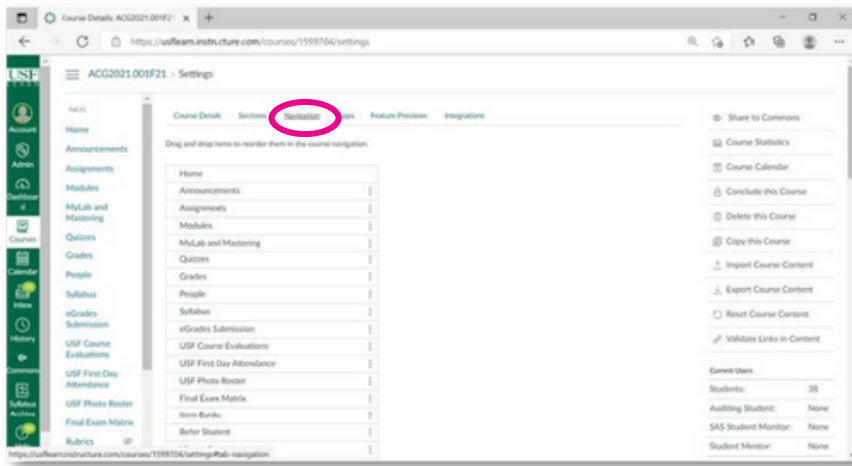 Course Details: ACG2021.001F21
https://usflearn.instructure.com/courses/1599704/settings
USF
LEARN
ACG2021.001F21 › Settings
Account
Admin
Dashboar
d
Courses
Calendar
Inbox
History
Commons
Syllabus
Archive
Help
Fall 21
Home
Announcements
Assignments
Modules
MyLab and
Mastering
Quizzes
Grades
People
Syllabus
eGrades
Submission
USF Course
Evaluations
USF First Day
Attendance
USF Photo Roster
Final Exam Matrix
Rubrics
Course Details Sections Navigation Apps Feature Previews Integrations
Drag and drop items to reorder them in the course navigation.
Home
Announcements
Assignments
Modules
MyLab and Mastering
Quizzes
Grades
People
Syllabus
eGrades Submission
USF Course Evaluations
USF First Day Attendance
USF Photo Roster
Final Exam Matrix
Item Banks
Refer Student
Share to Commons
Course Statistics
Course Calendar
Conclude this Course
Delete this Course
Copy this Course
Import Course Content
Export Course Content
Reset Course Content
Validate Links in Content
Current Users
Students: 38
Auditing Student: None
SAS Student Monitor: None
Student Mentor: None
https://usflearn.instructure.com/courses/1599704/settings#tab-navigation